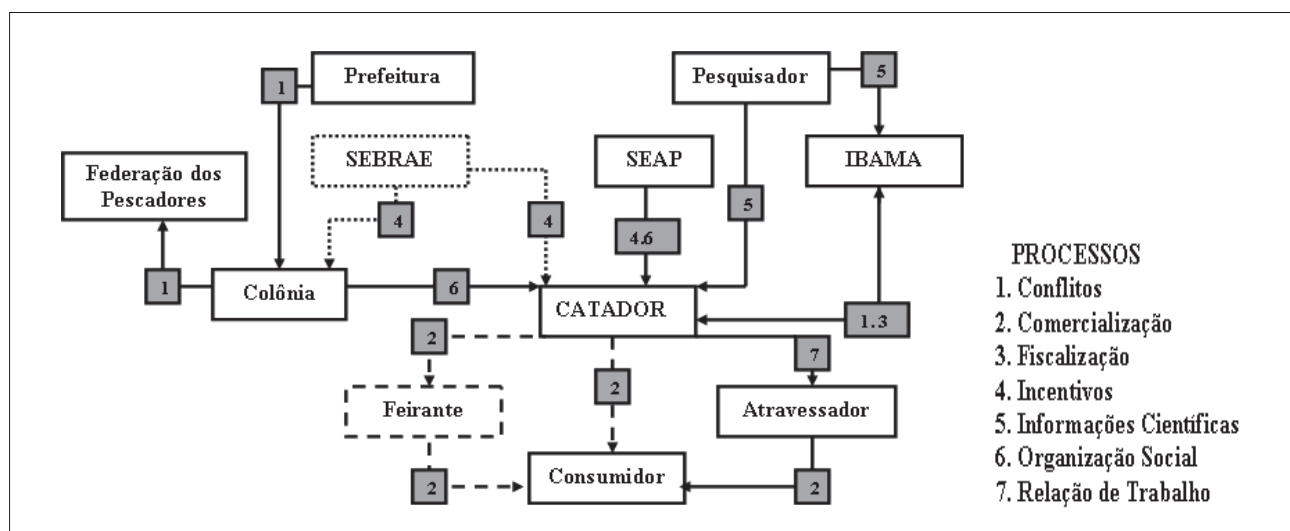 Prefeitura
Pesquisador
5
1
SEBRAE
SEAP
IBAMA
Federação dos
Pescadores
4
4
4.6
5
1
Colônia
6
CATADOR
1.3
2
2
7
Feirante
Atravessador
2
Consumidor
2
PROCESSOS
1. Conflitos
2. Comercialização
3. Fiscalização
4. Incentivos
5. Informações Científicas
6. Organização Social
7. Relação de Trabalho